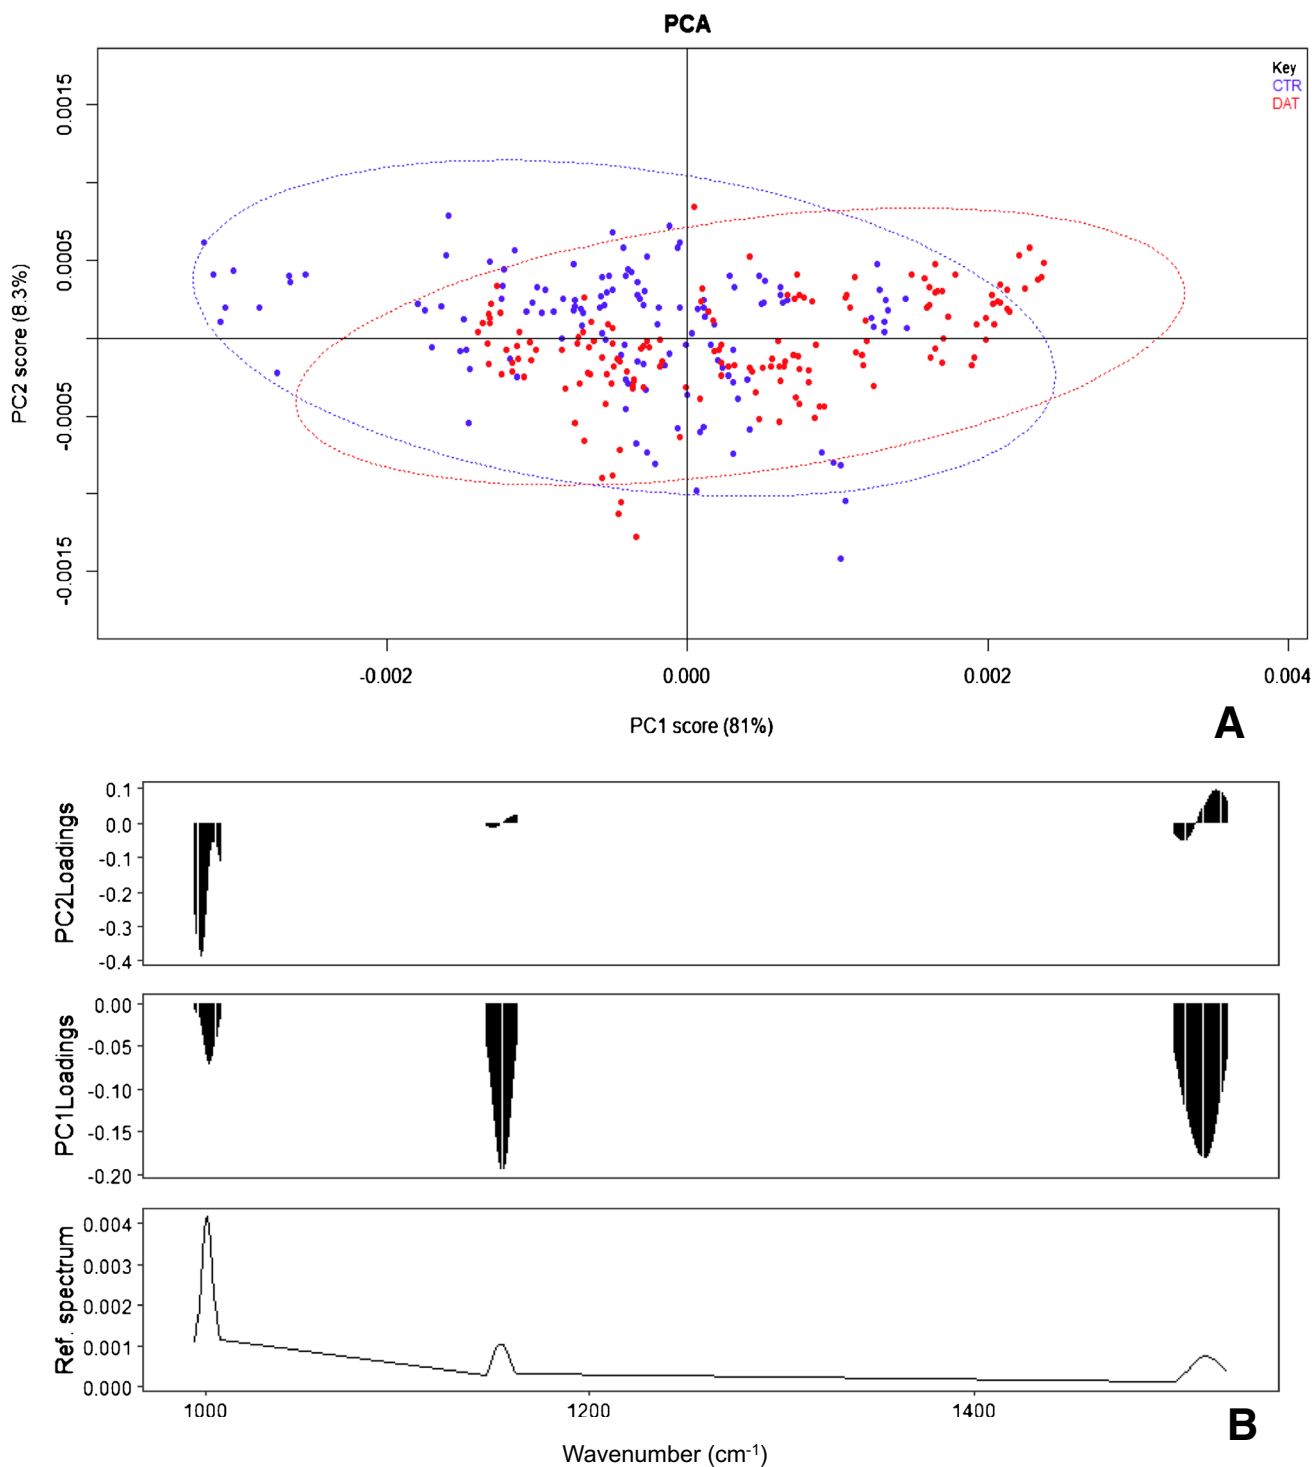 PCA
Key
CTR
DAT
0.0015
0.0005
-0.0005
-0.0015
PC2 score (8.3%)
-0.002
0.000
0.002
0.004
PC1 score (81%)
A
PC2Loadings
0.1
0.0
-0.1
-0.2
-0.3
-0.4
PC1Loadings
0.00
-0.05
-0.10
-0.15
-0.20
Ref. spectrum
0.004
0.003
0.002
0.001
0.000
1000
1200
1400
B
Wavenumber (cm⁻¹)